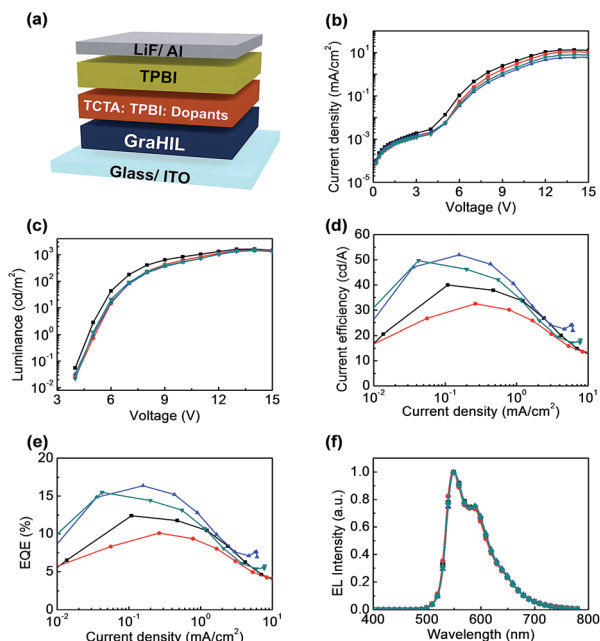 (a)
LiF/ Al
TPBI
TCTA: TPBI: Dopants
GraHIL
Glass/ ITO
(b)
Current density (mA/cm²)
10¹
10⁻¹
10⁻³
10⁻⁵
0 3 6 9 12 15
Voltage (V)
(c)
Luminance (cd/m²)
10³
10²
10¹
10⁰
10⁻¹
10⁻²
3 6 9 12 15
Voltage (V)
(d)
Current efficiency (cd/A)
60
50
40
30
20
10
0
10⁻² 10⁻¹ 10⁰ 10¹
Current density (mA/cm²)
(e)
EQE (%)
20
15
10
5
0
10⁻² 10⁻¹ 10⁰ 10¹
Current density (mA/cm²)
(f)
EL Intensity (a.u.)
1.0
0.8
0.6
0.4
0.2
0.0
400 500 600 700 800
Wavelength (nm)